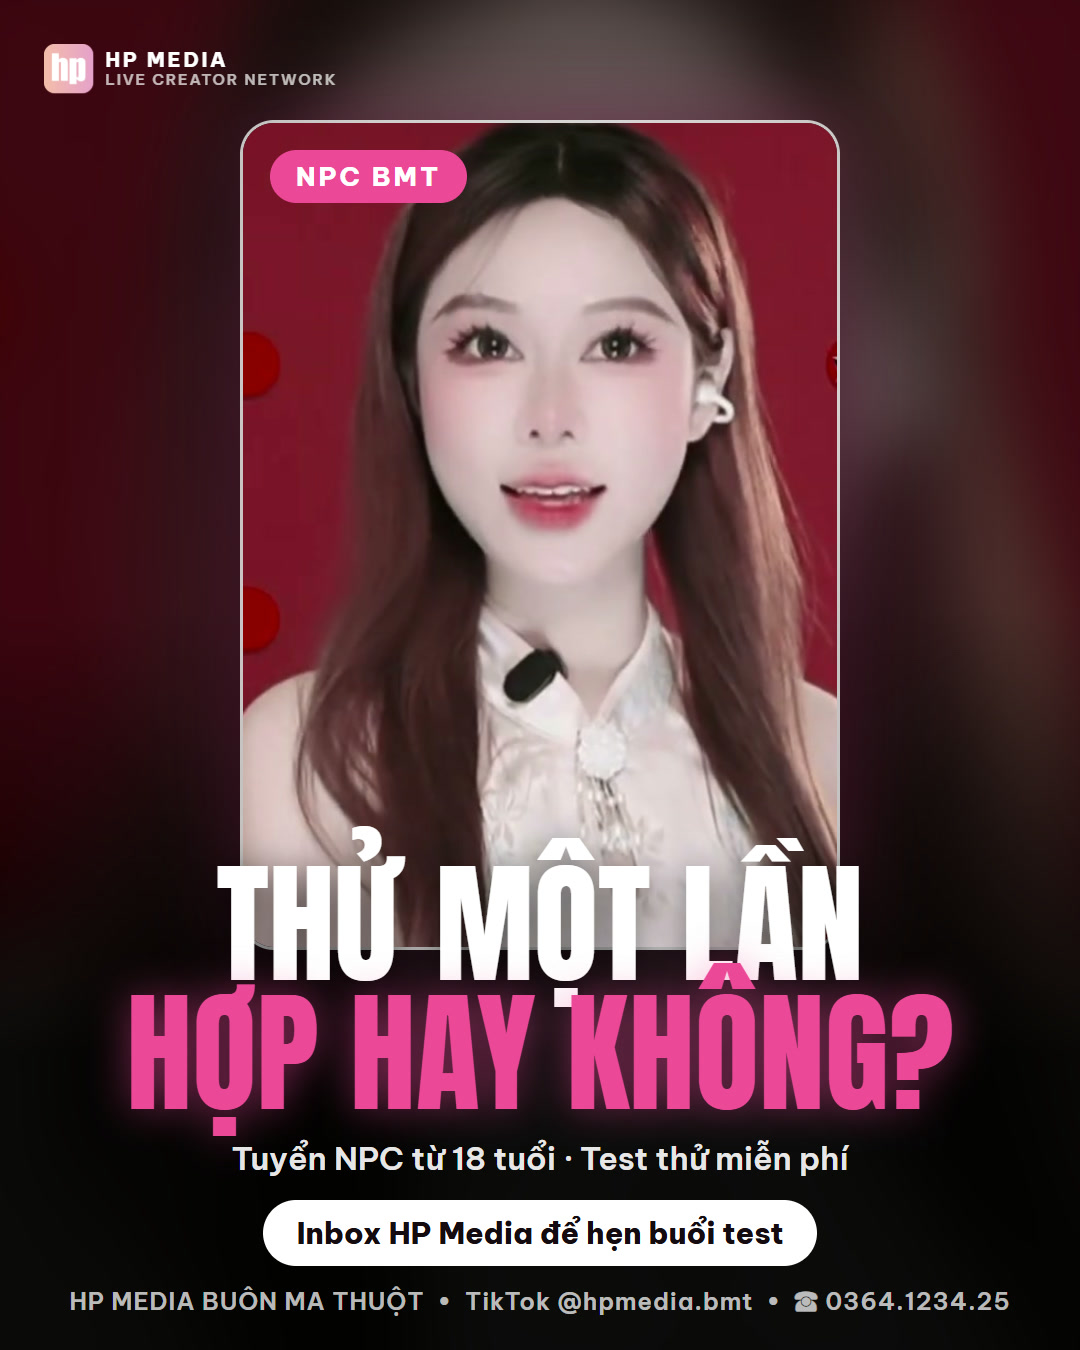 hp
HP MEDIA
LIVE CREATOR NETWORK
NPC BMT
THỬ MỘT LẦN
HỢP HAY KHÔNG?
Tuyển NPC từ 18 tuổi · Test thử miễn phí
Inbox HP Media để hẹn buổi test
HP MEDIA BUÔN MA THUỘT • TikTok @hpmedia.bmt • ☎ 0364.1234.25